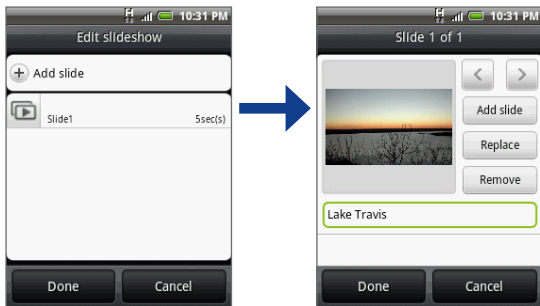 10:31 PM
Edit slideshow
Add slide
Slide1 5sec(s)
Done Cancel
10:31 PM
Slide 1 of 1
Add slide
Replace
Remove
Lake Travis
Done Cancel